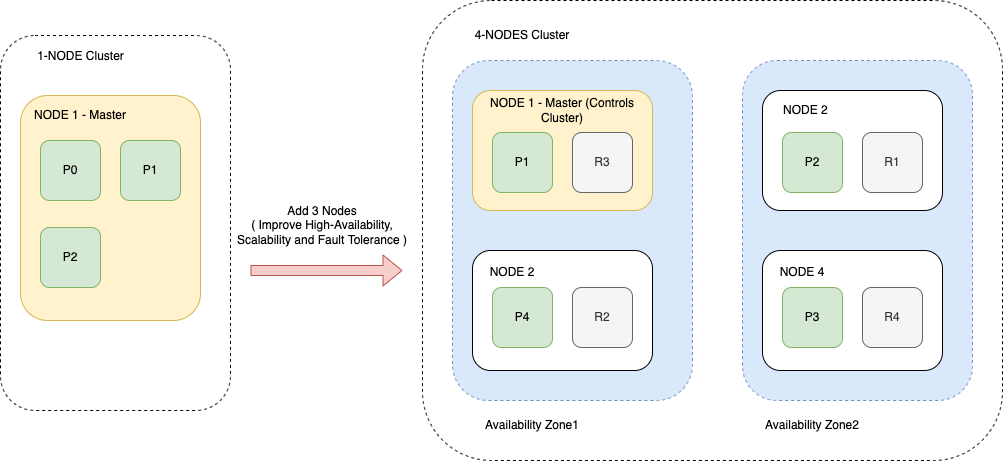 1-NODE Cluster
NODE 1 - Master
P0
P1
P2
Add 3 Nodes
( Improve High-Availability,
Scalability and Fault Tolerance )
4-NODES Cluster
NODE 1 - Master (Controls
Cluster)
P1
R3
NODE 2
P2
R1
NODE 2
P4
R2
NODE 4
P3
R4
Availability Zone1
Availability Zone2